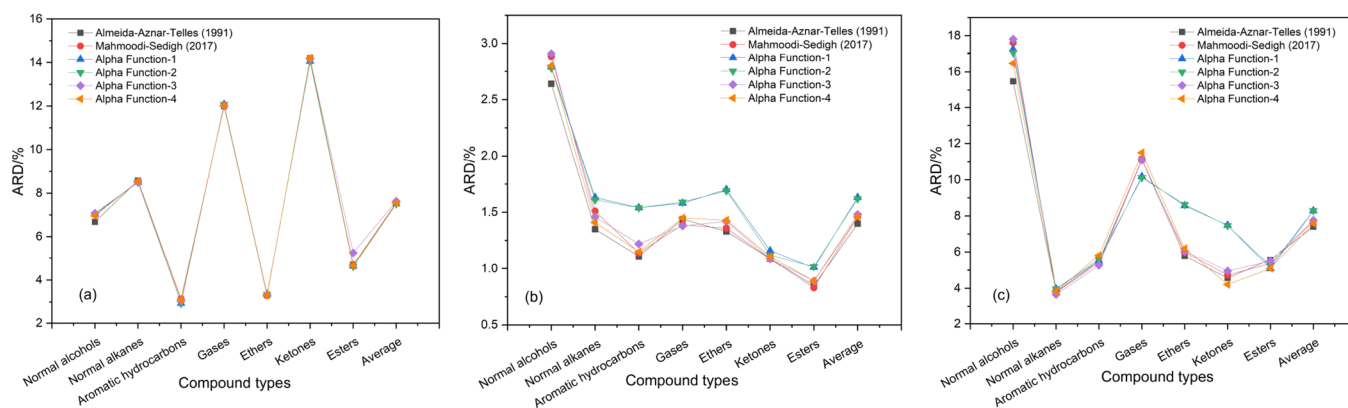 ARD/%
16
14
12
10
8
6
4
2
Almeida-Aznar-Telles (1991)
Mahmoodi-Sedigh (2017)
Alpha Function-1
Alpha Function-2
Alpha Function-3
Alpha Function-4
(a)
Normal alcohols
Normal alkanes
Aromatic hydrocarbons
Gases
Ethers
Ketones
Esters
Average
Compound types
ARD/%
3.0
2.5
2.0
1.5
1.0
0.5
Almeida-Aznar-Telles (1991)
Mahmoodi-Sedigh (2017)
Alpha Function-1
Alpha Function-2
Alpha Function-3
Alpha Function-4
(b)
Normal alcohols
Normal alkanes
Aromatic hydrocarbons
Gases
Ethers
Ketones
Esters
Average
Compound types
ARD/%
18
16
14
12
10
8
6
4
2
Almeida-Aznar-Telles (1991)
Mahmoodi-Sedigh (2017)
Alpha Function-1
Alpha Function-2
Alpha Function-3
Alpha Function-4
(c)
Normal alcohols
Normal alkanes
Aromatic hydrocarbons
Gases
Ethers
Ketones
Esters
Average
Compound types